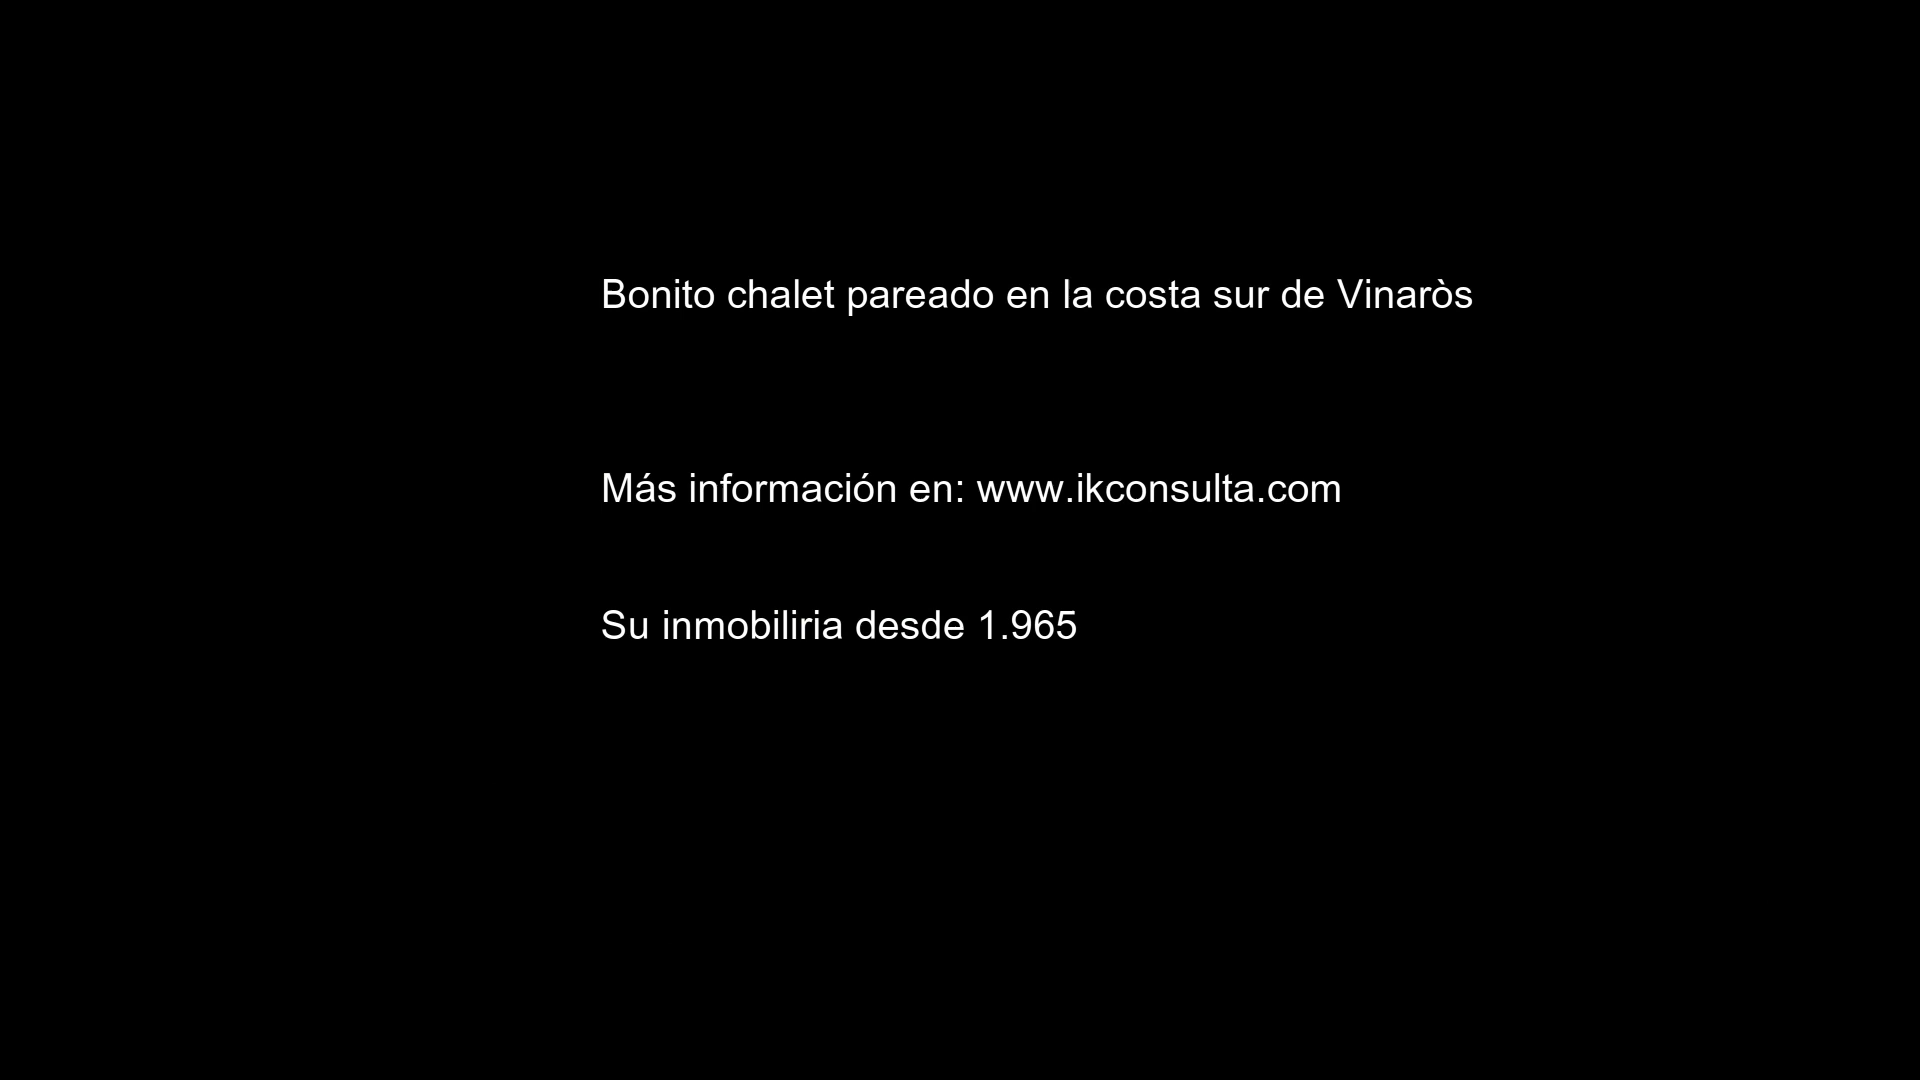 Bonito chalet pareado en la costa sur de Vinaròs
Más información en: www.ikconsulta.com
Su inmobiliria desde 1.965